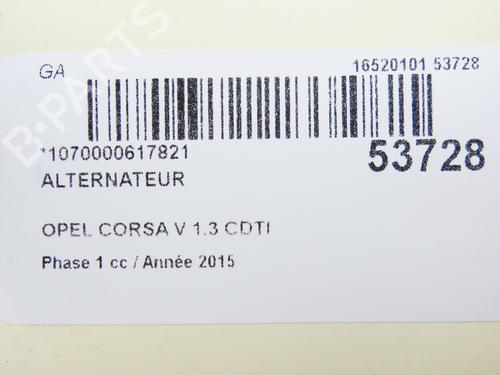 GA
16520101 53728
*1070000617821
53728
ALTERNATEUR
OPEL CORSA V 1.3 CDTI
Phase 1 cc / Année 2015
B-PARTS